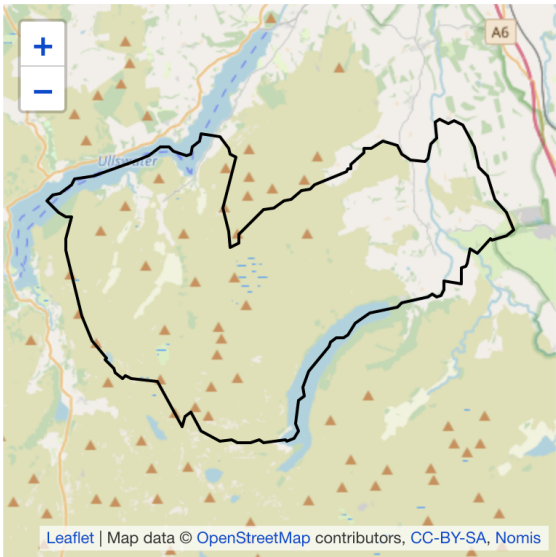 +
A6
−
Ullswater
Leaflet | Map data © OpenStreetMap contributors, CC-BY-SA, Nomis